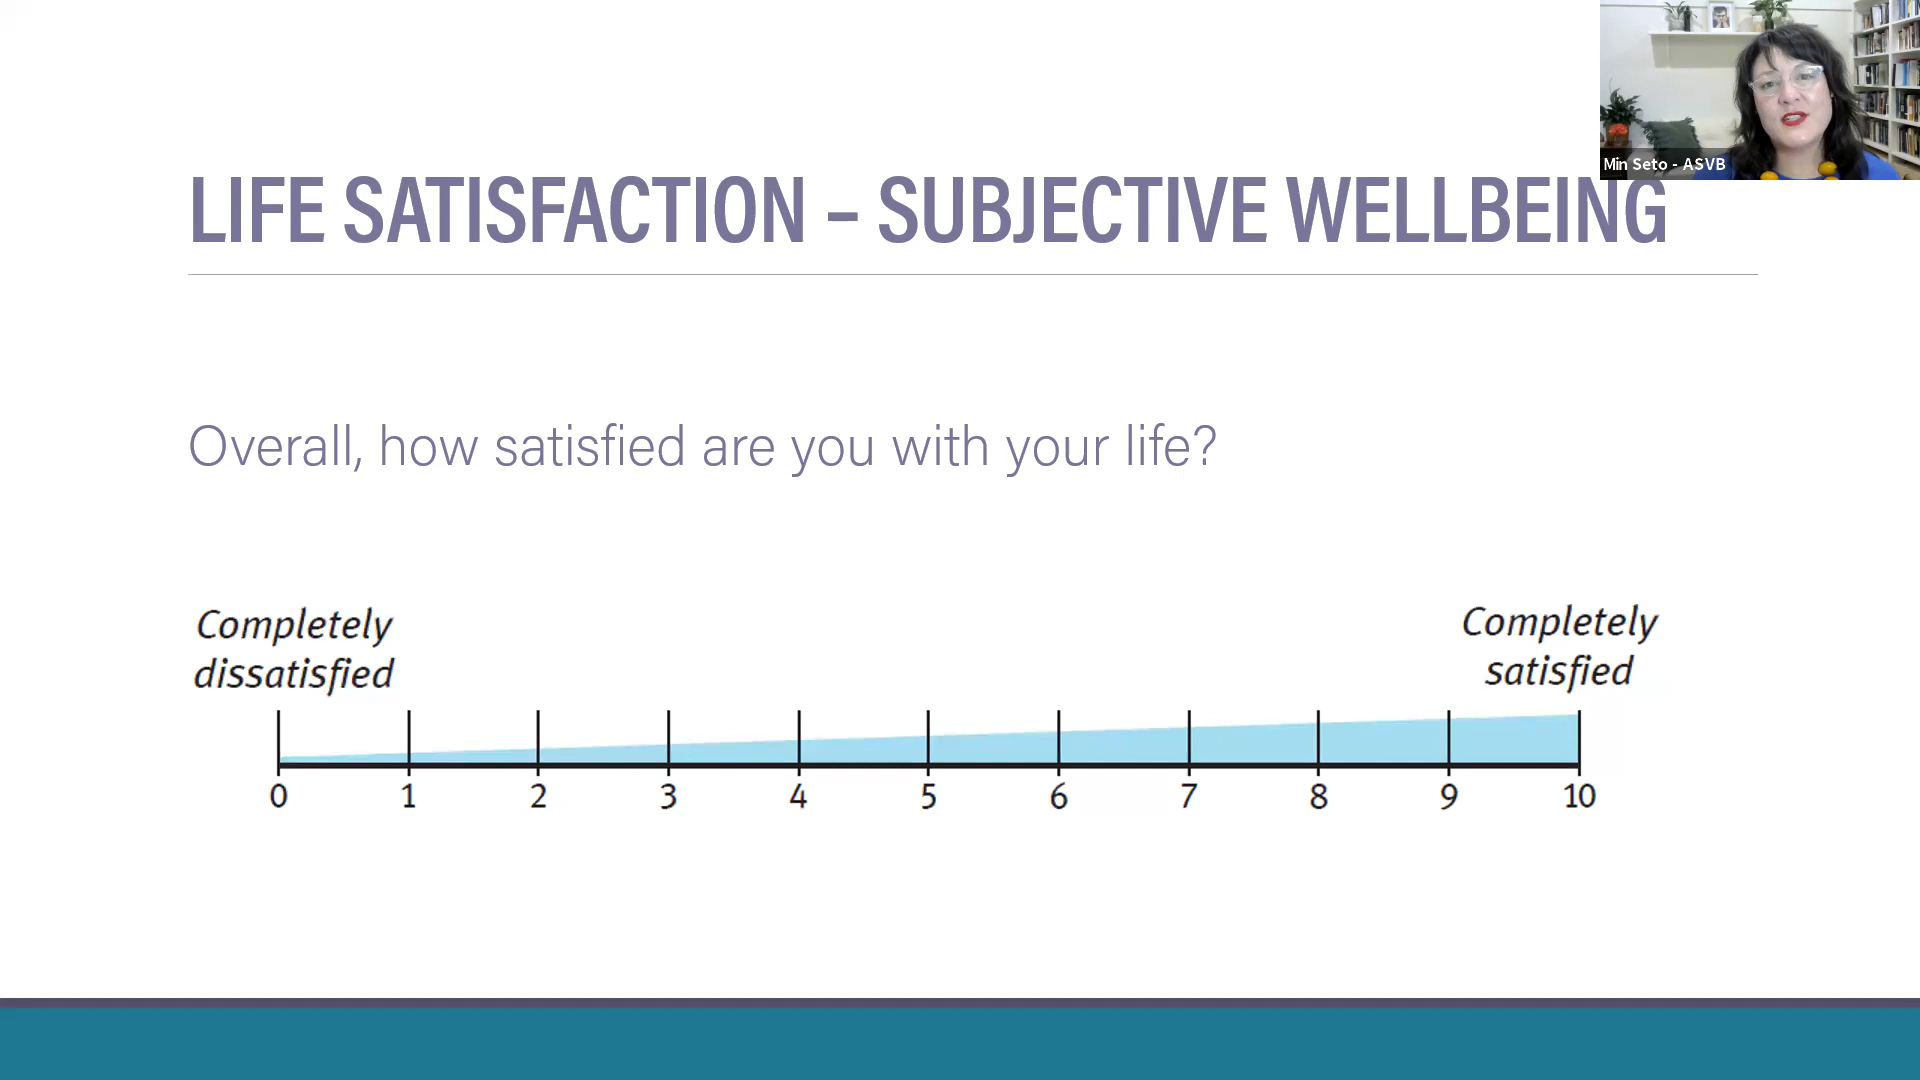 Min Seto - ASVB
LIFE SATISFACTION – SUBJECTIVE WELLBEING
Overall, how satisfied are you with your life?
Completely
dissatisfied
Completely
satisfied
0 1 2 3 4 5 6 7 8 9 10